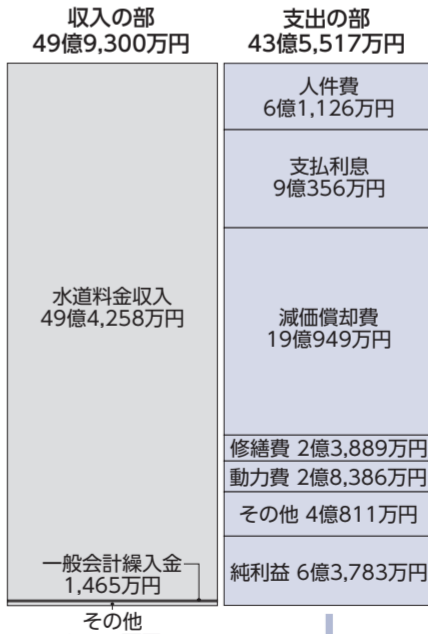 収入の部
49億9,300万円
水道料金収入
49億4,258万円
一般会計繰入金
1,465万円
その他
支出の部
43億5,517万円
人件費
6億1,126万円
支払利息
9億356万円
減価償却費
19億949万円
修繕費 2億3,889万円
動力費 2億8,386万円
その他 4億811万円
純利益 6億3,783万円